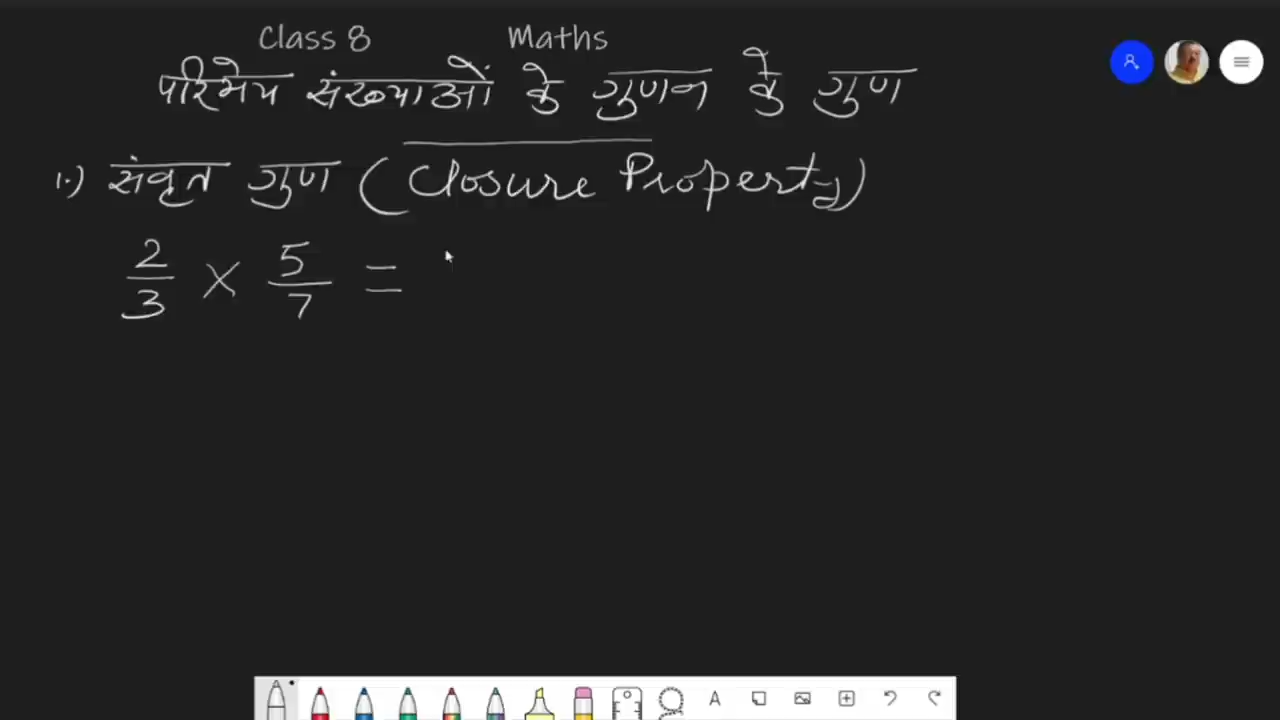 Class 8 Maths
परिमेय संख्याओं के गुणन के गुण
1.) संवृत गुण (Closure Property)
2/3 × 5/7 =
A